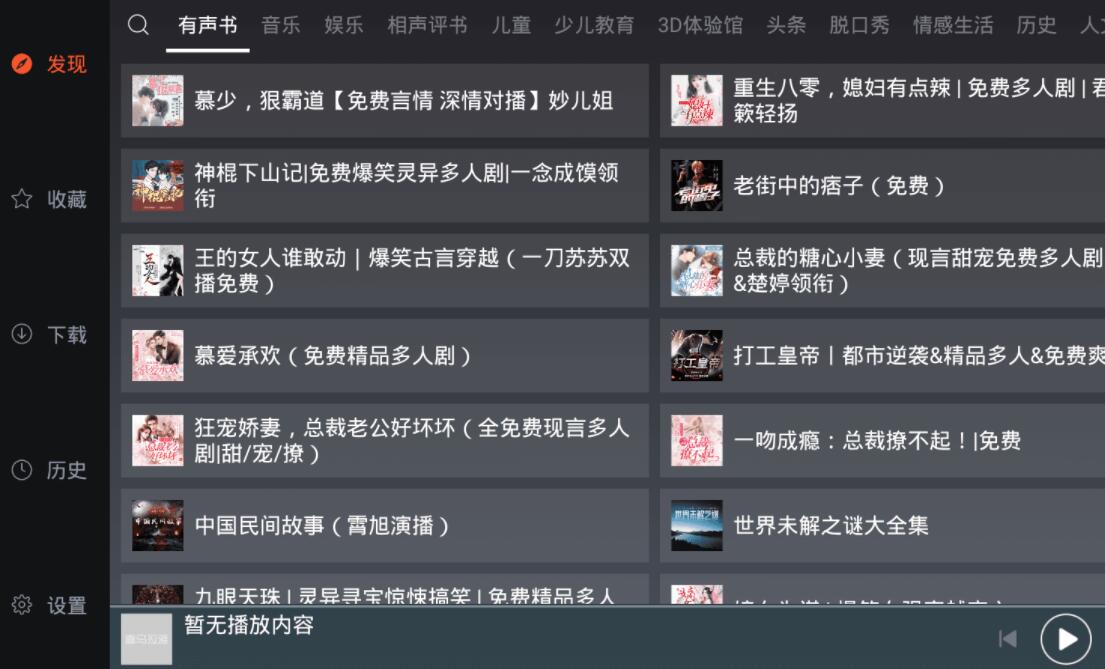 有声书 音乐 娱乐 相声评书 儿童 少儿教育 3D体验馆 头条 脱口秀 情感生活 历史 人
发现
收藏
下载
历史
设置
慕少，狠霸道【免费言情 深情对播】妙儿姐
重生八零，媳妇有点辣 | 免费多人剧 | 君
簌轻扬
神棍下山记|免费爆笑灵异多人剧|一念成馍领
衔
老街中的痞子（免费）
王的女人谁敢动 | 爆笑古言穿越（一刀苏苏双
播免费）
总裁的糖心小妻（现言甜宠免费多人剧
&楚婷领衔）
慕爱承欢（免费精品多人剧）
打工皇帝丨都市逆袭&精品多人&免费爽
狂宠娇妻，总裁老公好坏坏（全免费现言多人
剧|甜/宠/撩）
一吻成瘾：总裁撩不起！|免费
中国民间故事（霄旭演播）
世界未解之谜大全集
九眼天珠 | 灵异寻宝惊悚搞笑 | 免费精品多人
暂无播放内容
喜马拉雅